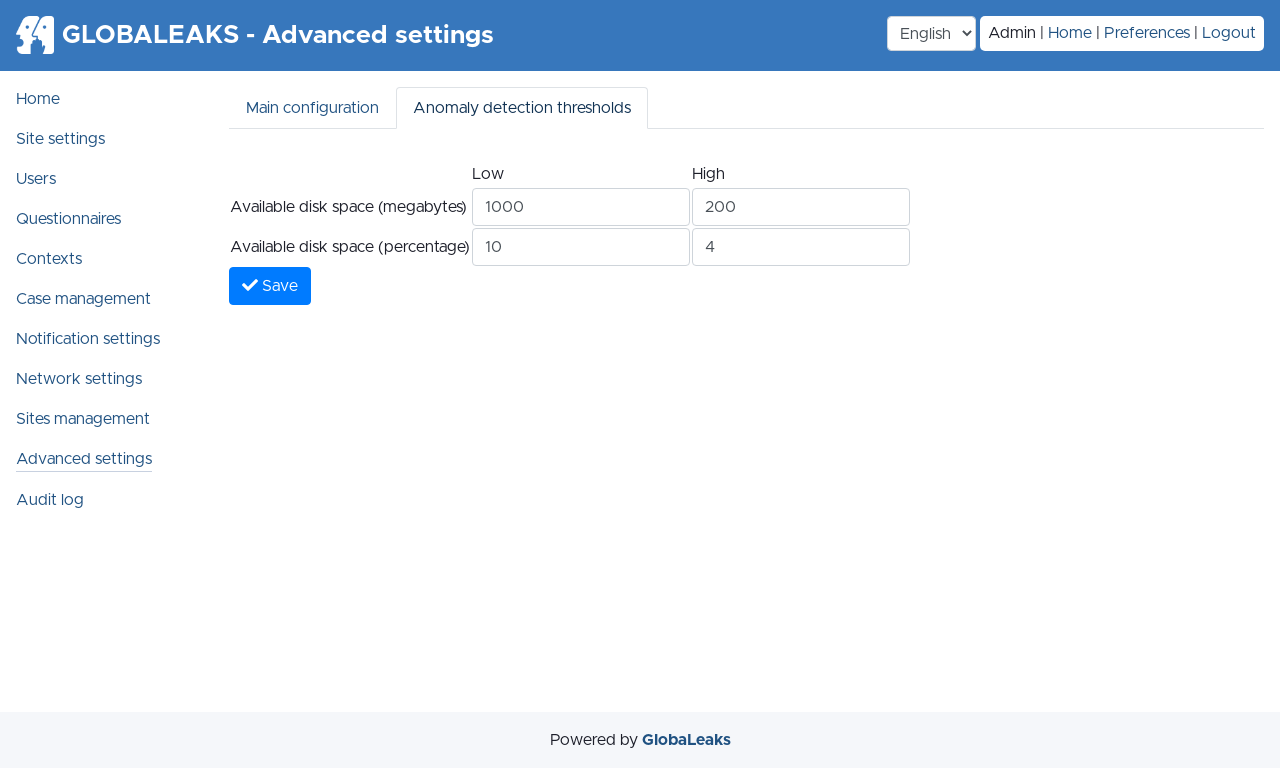 GLOBALEAKS - Advanced settings
English
Admin | Home | Preferences | Logout
Home
Site settings
Users
Questionnaires
Contexts
Case management
Notification settings
Network settings
Sites management
Advanced settings
Audit log
Main configuration
Anomaly detection thresholds
Low High
Available disk space (megabytes) 1000 200
Available disk space (percentage) 10 4
Save
Powered by GlobaLeaks